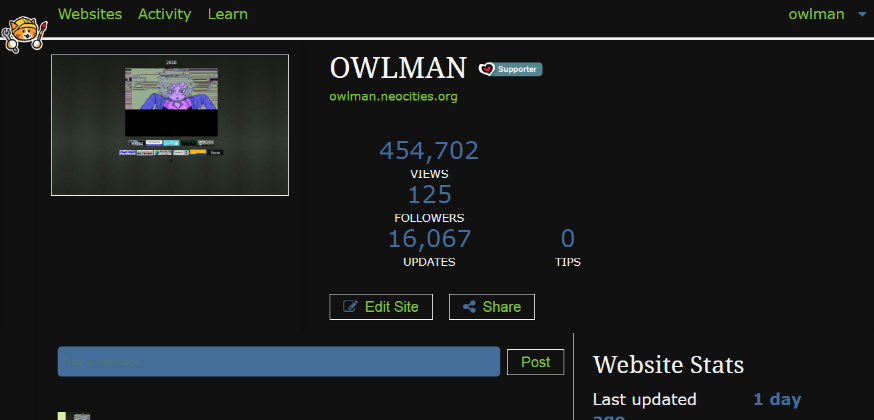 Websites Activity Learn owlman
2010
OWLMAN Supporter
owlman.neocities.org
454,702
VIEWS
125
FOLLOWERS
16,067 0
UPDATES TIPS
Edit Site Share
Post
Website Stats
Last updated 1 day
ago